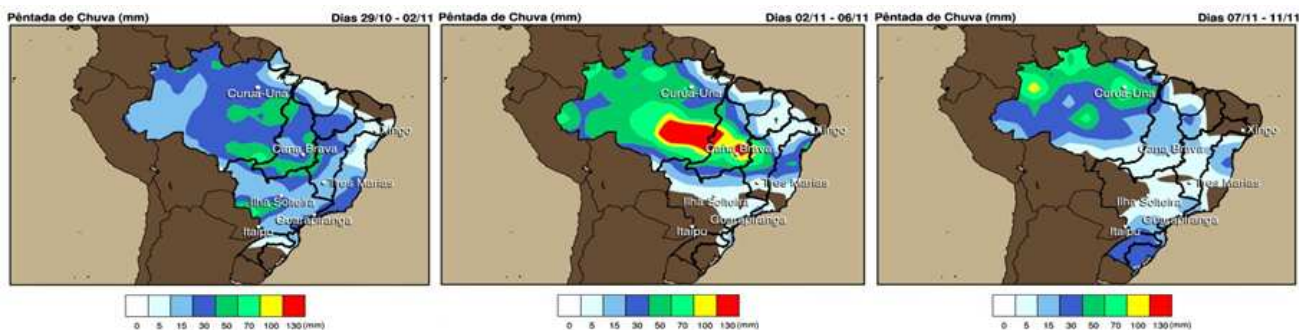 Pêntada de Chuva (mm) Dias 29/10 - 02/11
Curuá-Una
Xingo
Cana Brava
Tres Marias
Ilha Solteira
Guarapiranga
Itaipu
0 5 15 30 50 70 100 130(mm)
Pêntada de Chuva (mm) Dias 02/11 - 06/11
Curuá-Una
Xingo
Cana Brava
Tres Marias
Ilha Solteira
Guarapiranga
Itaipu
0 5 15 30 50 70 100 130(mm)
Pêntada de Chuva (mm) Dias 07/11 - 11/11
Curuá-Una
Xingo
Cana Brava
Tres Marias
Ilha Solteira
Guarapiranga
Itaipu
0 5 15 30 50 70 100 130(mm)